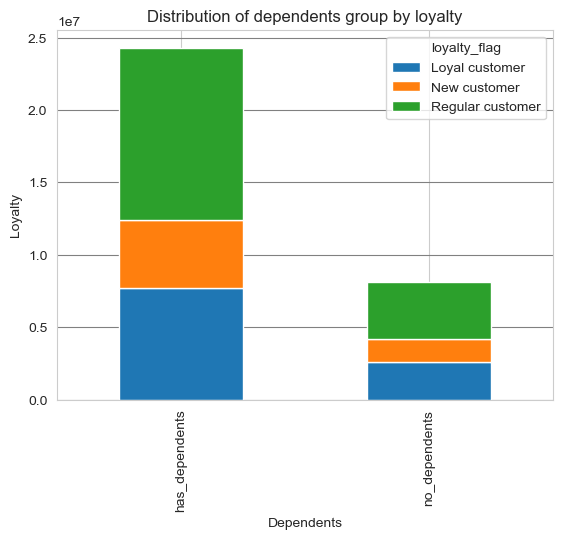 Distribution of dependents group by loyalty
1e7
2.5
2.0
1.5
1.0
0.5
0.0
Loyalty
loyalty_flag
Loyal customer
New customer
Regular customer
has_dependents
no_dependents
Dependents